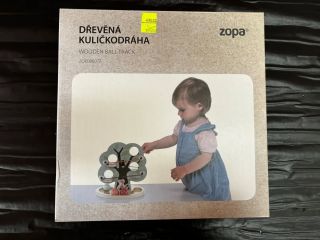 DŘEVĚNÁ
KULIČKODRÁHA
WOODEN BALL TRACK
zopa